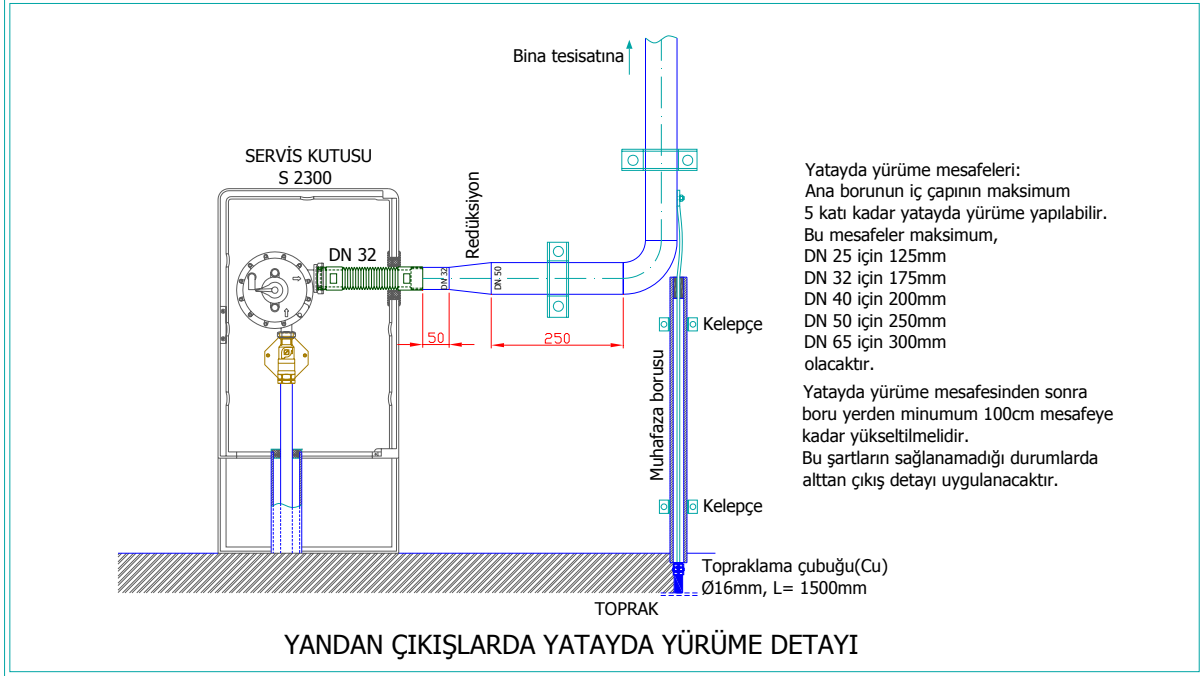 Bina tesisatına
SERVİS KUTUSU
S 2300
DN 32
Redüksiyon
DN 32
DN 50
50
250
Yatayda yürüme mesafeleri:
Ana borunun iç çapının maksimum
5 katı kadar yatayda yürüme yapılabilir.
Bu mesafeler maksimum,
DN 25 için 125mm
DN 32 için 175mm
DN 40 için 200mm
DN 50 için 250mm
DN 65 için 300mm
olacaktır.
Yatayda yürüme mesafesinden sonra
boru yerden minumum 100cm mesafeye
kadar yükseltilmelidir.
Bu şartların sağlanamadığı durumlarda
alttan çıkış detayı uygulanacaktır.
Kelepçe
Muhafaza borusu
Kelepçe
Topraklama çubuğu(Cu)
Ø16mm, L= 1500mm
TOPRAK
YANDAN ÇIKIŞLARDA YATAYDA YÜRÜME DETAYI